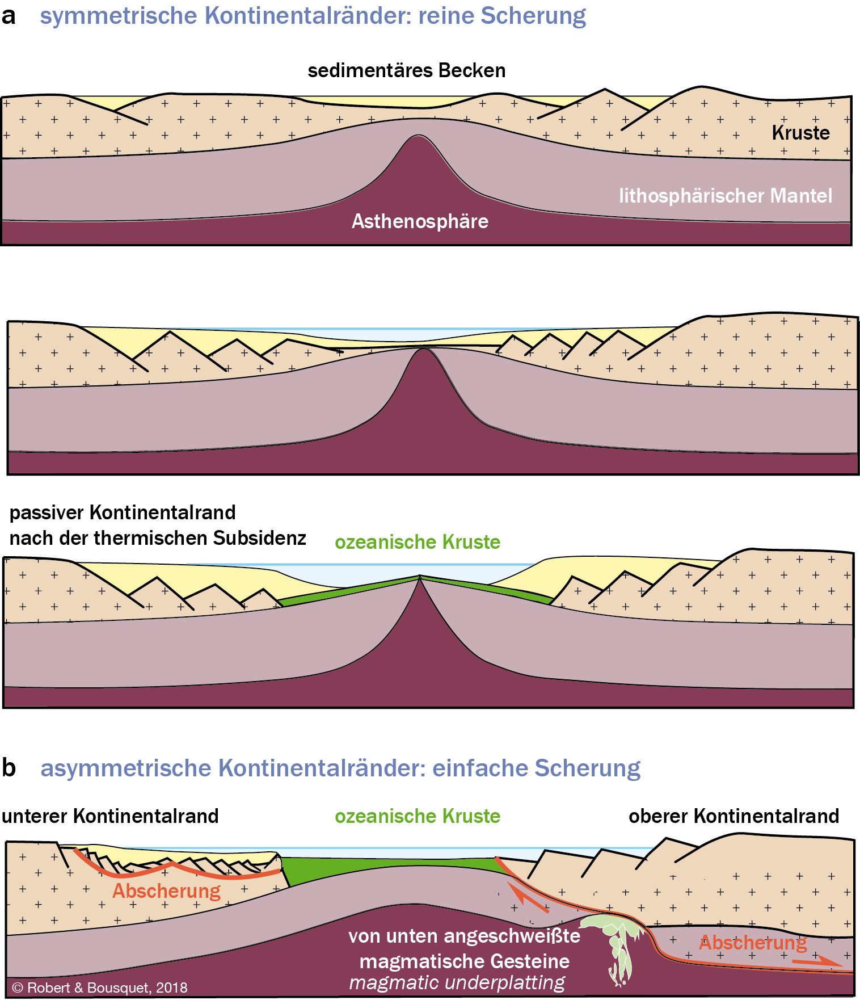 a symmetrische Kontinentalränder: reine Scherung
sedimentäres Becken
Kruste
lithosphärischer Mantel
Asthenosphäre
passiver Kontinentalrand
nach der thermischen Subsidenz
ozeanische Kruste
b asymmetrische Kontinentalränder: einfache Scherung
unterer Kontinentalrand
ozeanische Kruste
oberer Kontinentalrand
Abscherung
von unten angeschweißte
magmatische Gesteine
magmatic underplatting
Abscherung
© Robert & Bousquet, 2018